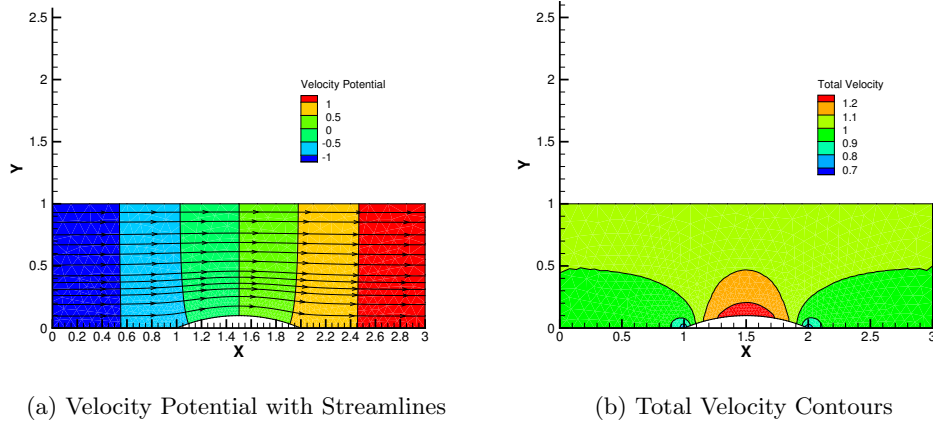 2.5
2
1.5
1
0.5
0
Y
0 0.2 0.4 0.6 0.8 1 1.2 1.4 1.6 1.8 2 2.2 2.4 2.6 2.8 3
X
Velocity Potential
1
0.5
0
-0.5
-1
(a) Velocity Potential with Streamlines
2.5
2
1.5
1
0.5
0
Y
0 0.5 1 1.5 2 2.5 3
X
Total Velocity
1.2
1.1
1
0.9
0.8
0.7
(b) Total Velocity Contours